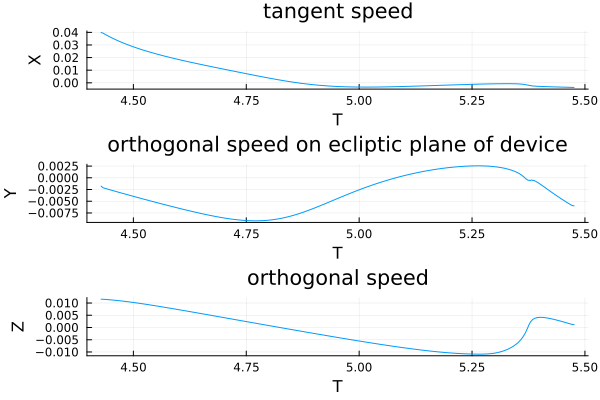 tangent speed
0.04
0.03
0.02
0.01
0.00
X
4.50 4.75 5.00 5.25 5.50
T
orthogonal speed on ecliptic plane of device
0.0025
0.0000
−0.0025
−0.0050
−0.0075
Y
4.50 4.75 5.00 5.25 5.50
T
orthogonal speed
0.010
0.005
0.000
−0.005
−0.010
Z
4.50 4.75 5.00 5.25 5.50
T